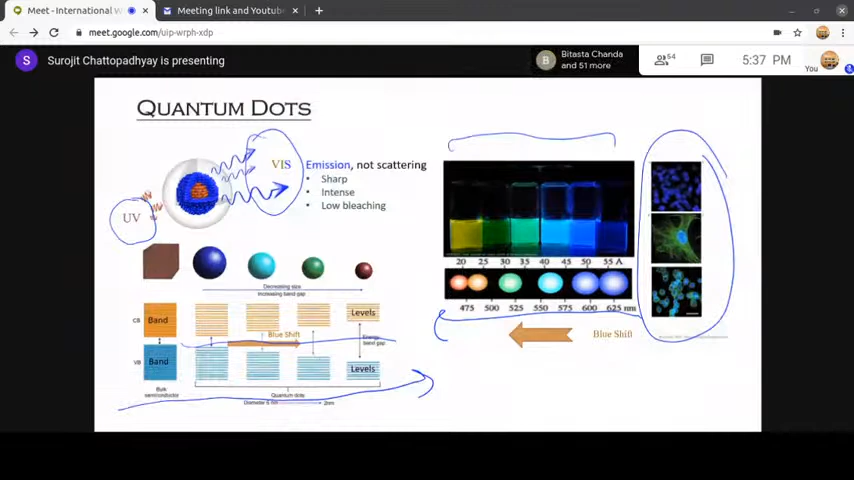 Meet - International W
Meeting link and Youtub
meet.google.com/uip-wrph-xdp
S
Surojit Chattopadhyay is presenting
B
Bitasta Chanda
and 51 more
54
5:37 PM
You
QUANTUM DOTS
UV
VIS
Emission, not scattering
• Sharp
• Intense
• Low bleaching
Decreasing size
Increasing band gap
CB
Band
Blue Shift
Levels
Energy
band gap
VB
Band
Levels
Bulk
semiconductor
Quantum dots
Diameter
2nm
20 25 30 35 40 45 50 55 A
475 500 525 550 575 600 625 nm
Blue Shift